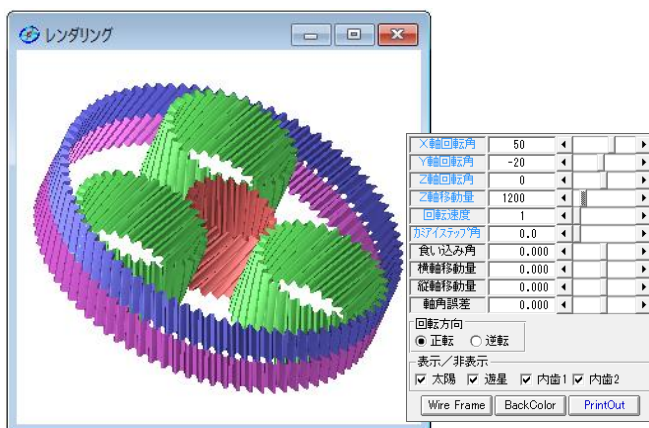 レンダリング
X軸回転角 50
Y軸回転角 -20
Z軸回転角 0
Z軸移動量 1200
回転速度 1
カミアイステップ角 0.0
食い込み角 0.000
横軸移動量 0.000
縦軸移動量 0.000
軸角誤差 0.000
回転方向
正転 逆転
表示／非表示
太陽 遊星 内歯1 内歯2
Wire Frame BackColor PrintOut